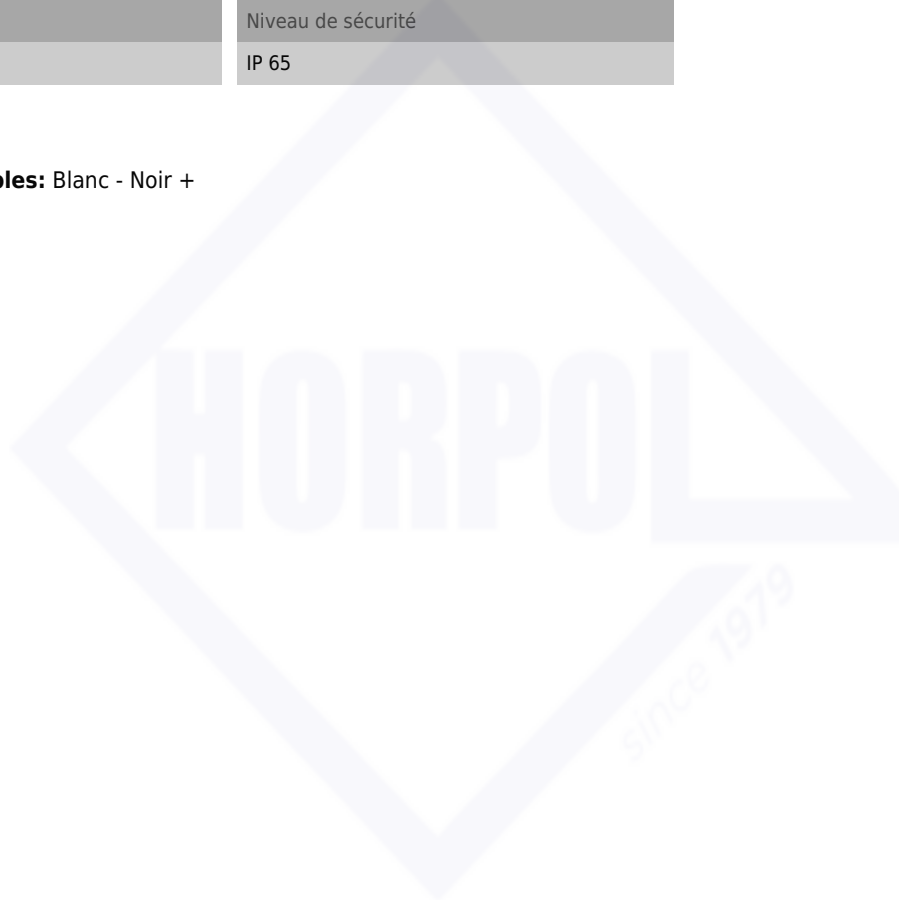 Niveau de sécurité
IP 65
bles: Blanc - Noir +
HORPOL
since 1979